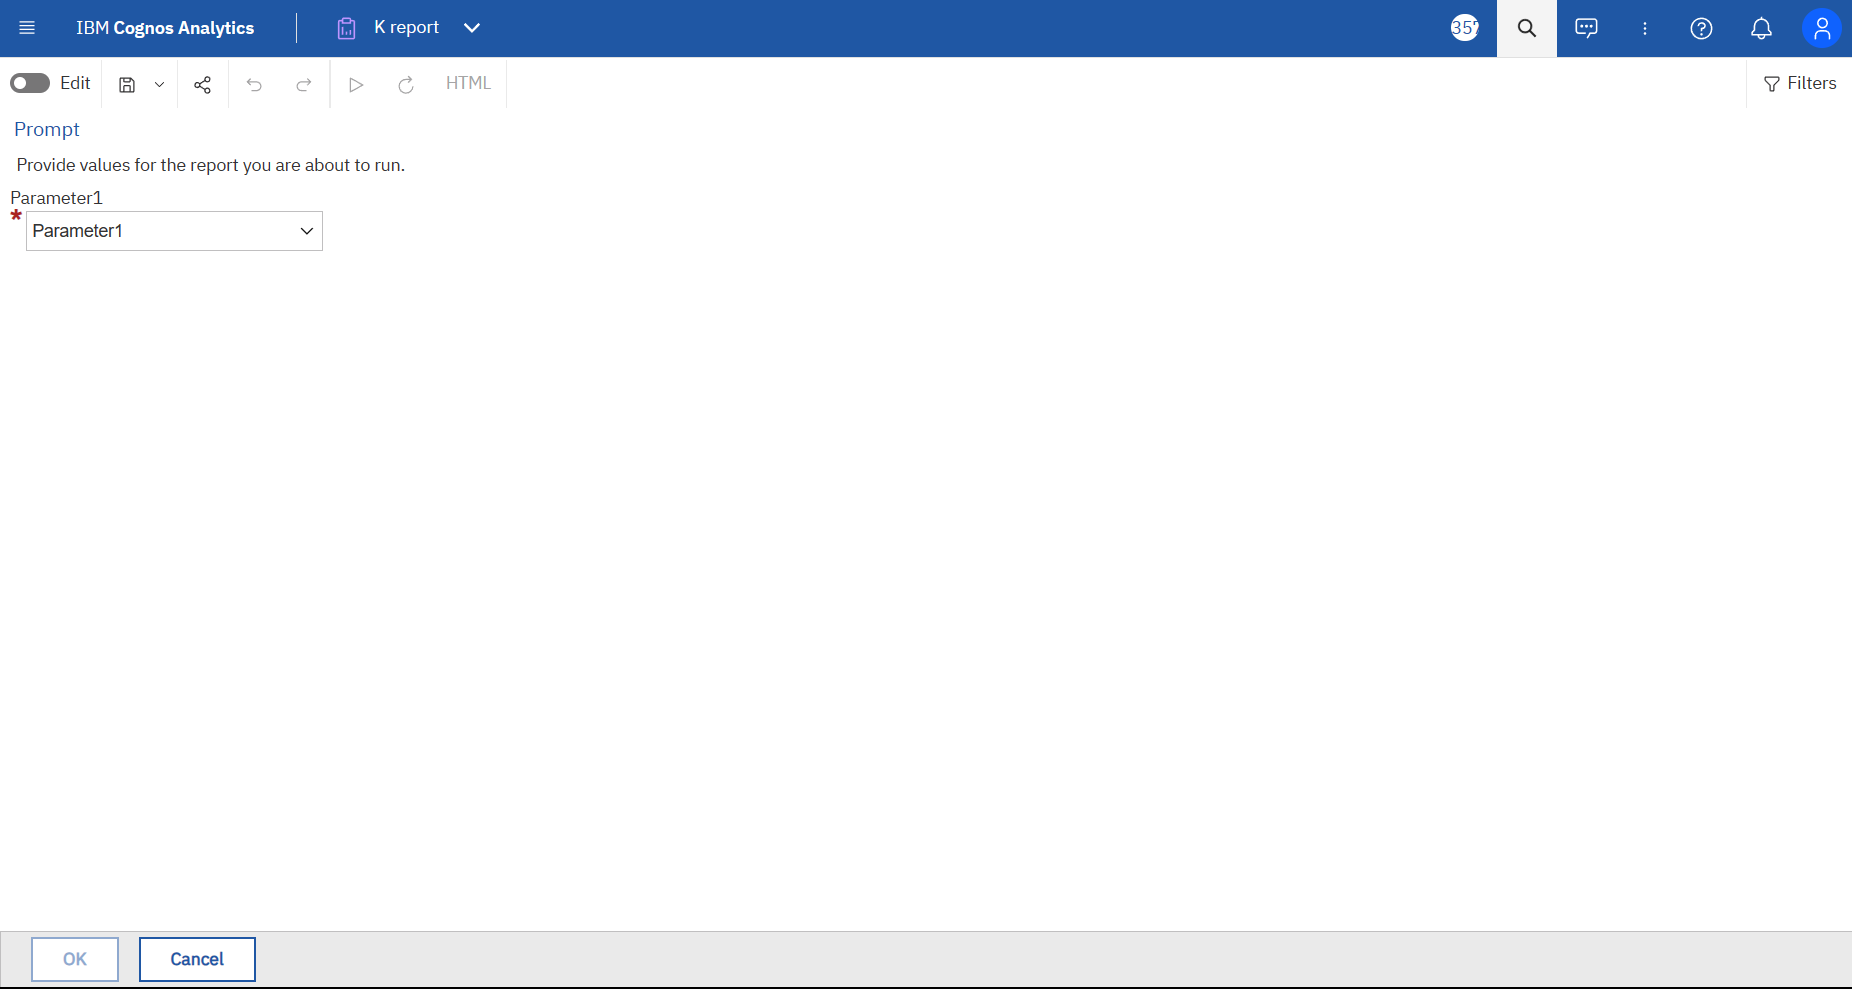 IBM Cognos Analytics
K report
357
Edit
HTML
Filters
Prompt
Provide values for the report you are about to run.
Parameter1
*
Parameter1
OK
Cancel